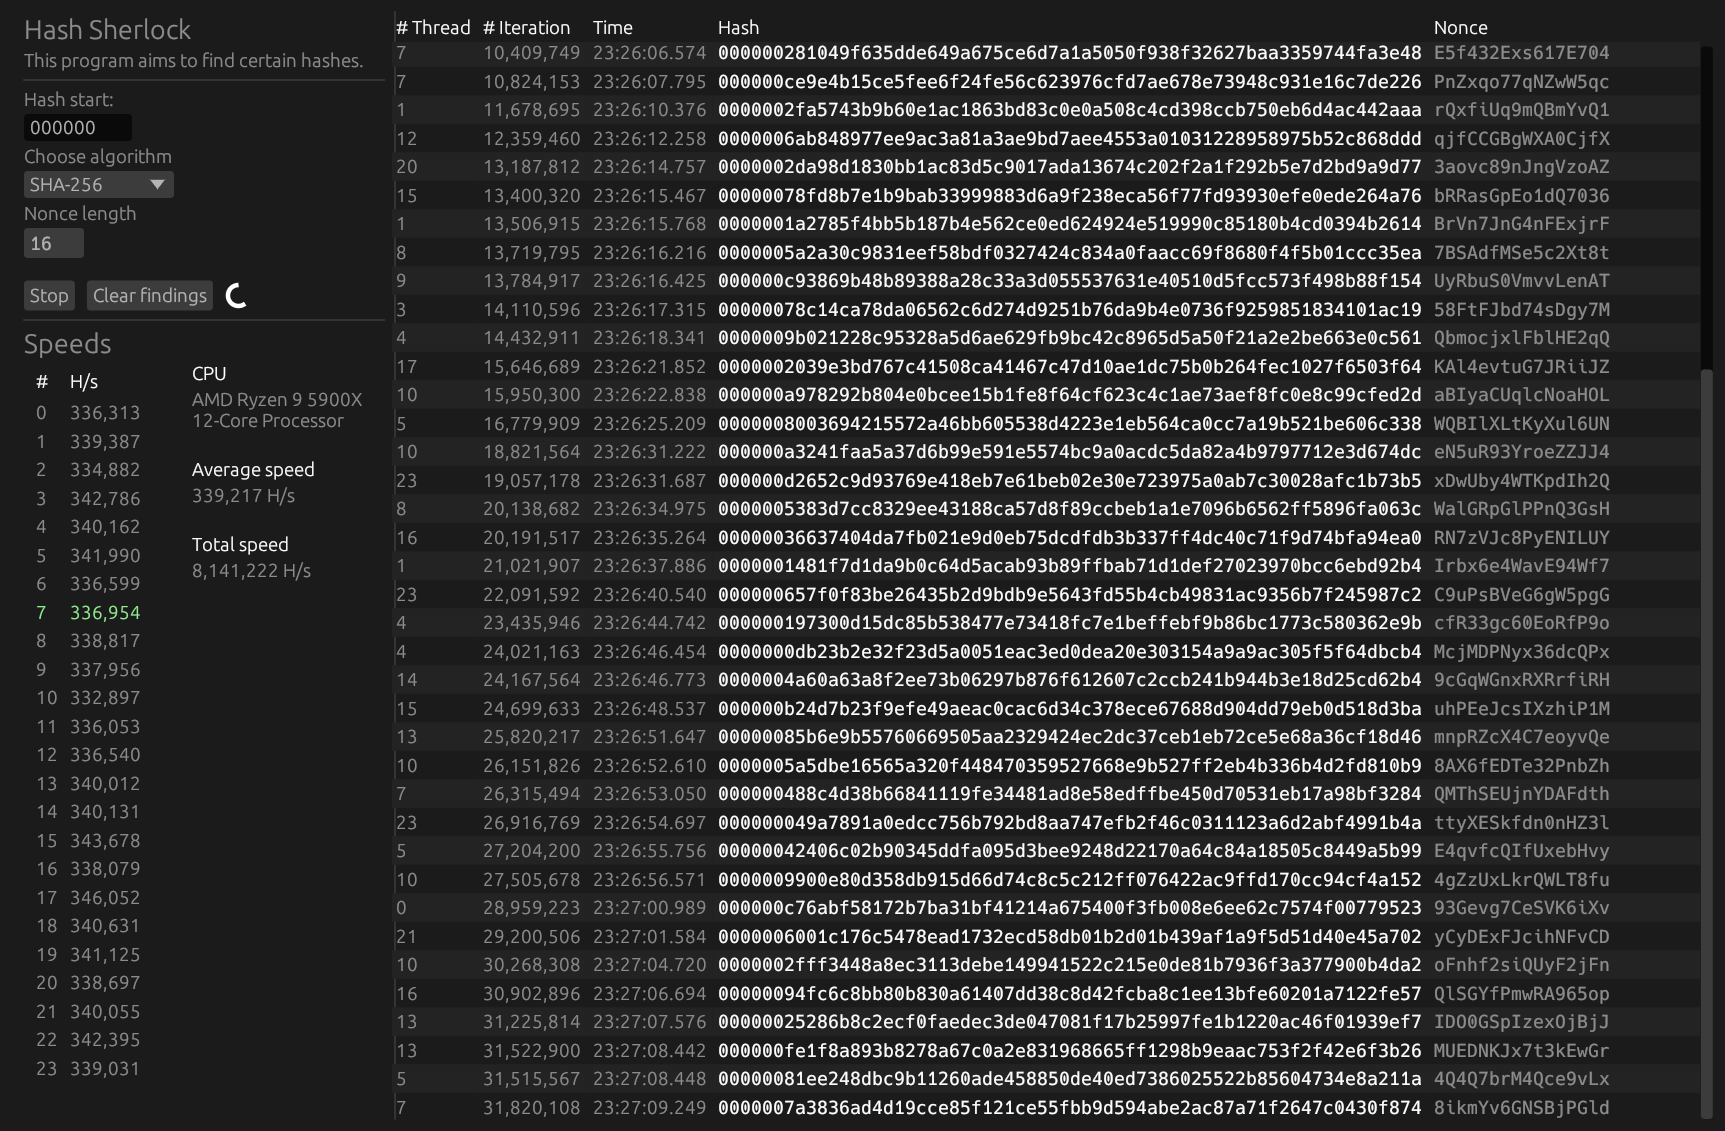 Hash Sherlock
This program aims to find certain hashes.
Hash start:
000000
Choose algorithm
SHA-256
Nonce length
16
Stop Clear findings
Speeds
# H/s
0 336,313
1 339,387
2 334,882
3 342,786
4 340,162
5 341,990
6 336,599
7 336,954
8 338,817
9 337,956
10 332,897
11 336,053
12 336,540
13 340,012
14 340,131
15 343,678
16 338,079
17 346,052
18 340,631
19 341,125
20 338,697
21 340,055
22 342,395
23 339,031
CPU
AMD Ryzen 9 5900X
12-Core Processor
Average speed
339,217 H/s
Total speed
8,141,222 H/s
# Thread # Iteration Time Hash Nonce
7 10,409,749 23:26:06.574 000000281049f635dde649a675ce6d7a1a5050f938f32627baa3359744fa3e48 E5f432Exs617E704
7 10,824,153 23:26:07.795 000000ce9e4b15ce5fee6f24fe56c623976cfd7ae678e73948c931e16c7de226 PnZxqo77qNZwW5qc
1 11,678,695 23:26:10.376 0000002fa5743b9b60e1ac1863bd83c0e0a508c4cd398ccb750eb6d4ac442aaa rQxfiUq9mQBmYvQ1
12 12,359,460 23:26:12.258 0000006ab848977ee9ac3a81a3ae9bd7aee4553a01031228958975b52c868ddd qjfCCGBgWXA0CjfX
20 13,187,812 23:26:14.757 0000002da98d1830bb1ac83d5c9017ada13674c202f2a1f292b5e7d2bd9a9d77 3aovc89nJngVzoAZ
15 13,400,320 23:26:15.467 00000078fd8b7e1b9bab33999883d6a9f238eca56f77fd93930efe0ede264a76 bRRasGpEo1dQ7036
1 13,506,915 23:26:15.768 0000001a2785f4bb5b187b4e562ce0ed624924e519990c85180b4cd0394b2614 BrVn7JnG4nFExjrF
8 13,719,795 23:26:16.216 0000005a2a30c9831eef58bdf0327424c834a0faacc69f8680f4f5b01ccc35ea 7BSAdfMSe5c2Xt8t
9 13,784,917 23:26:16.425 000000c93869b48b89388a28c33a3d055537631e40510d5fcc573f498b88f154 UyRbuS0VmvvLenAT
3 14,110,596 23:26:17.315 00000078c14ca78da06562c6d274d9251b76da9b4e0736f9259851834101ac19 58FtFJbd74sDgy7M
4 14,432,911 23:26:18.341 0000009b021228c95328a5d6ae629fb9bc42c8965d5a50f21a2e2be663e0c561 QbmocjxlFblHE2qQ
17 15,646,689 23:26:21.852 0000002039e3bd767c41508ca41467c47d10ae1dc75b0b264fec1027f6503f64 KAl4evtuG7JRiiJZ
10 15,950,300 23:26:22.838 000000a978292b804e0bcee15b1fe8f64cf623c4c1ae73aef8fc0e8c99cfed2d aBIyaCUqlcNoaHOL
5 16,779,909 23:26:25.209 0000008003694215572a46bb605538d4223e1eb564ca0cc7a19b521be606c338 WQBIlXLtKyXul6UN
10 18,821,564 23:26:31.222 000000a3241faa5a37d6b99e591e5574bc9a0acdc5da82a4b9797712e3d674dc eN5uR93YroeZZJJ4
23 19,057,178 23:26:31.687 000000d2652c9d93769e418eb7e61beb02e30e723975a0ab7c30028afc1b73b5 xDwUby4WTKpdIh2Q
8 20,138,682 23:26:34.975 0000005383d7cc8329ee43188ca57d8f89ccbeb1a1e7096b6562ff5896fa063c WalGRpGlPPnQ3GsH
16 20,191,517 23:26:35.264 00000036637404da7fb021e9d0eb75dcdfdb3b337ff4dc40c71f9d74bfa94ea0 RN7zVJc8PyENILUY
1 21,021,907 23:26:37.886 0000001481f7d1da9b0c64d5acab93b89ffbab71d1def27023970bcc6ebd92b4 Irbx6e4WavE94Wf7
23 22,091,592 23:26:40.540 000000657f0f83be26435b2d9bdb9e5643fd55b4cb49831ac9356b7f245987c2 C9uPsBVeG6gW5pgG
4 23,435,946 23:26:44.742 000000197300d15dc85b538477e73418fc7e1beffebf9b86bc1773c580362e9b cfR33gc60EoRfP9o
4 24,021,163 23:26:46.454 0000000db23b2e32f23d5a0051eac3ed0dea20e303154a9a9ac305f5f64dbcb4 McjMDPNyx36dcQPx
14 24,167,564 23:26:46.773 0000004a60a63a8f2ee73b06297b876f612607c2ccb241b944b3e18d25cd62b4 9cGqWGnxRXRrfiRH
15 24,699,633 23:26:48.537 000000b24d7b23f9efe49aeac0cac6d34c378ece67688d904dd79eb0d518d3ba uhPEeJcsIXzhiP1M
13 25,820,217 23:26:51.647 00000085b6e9b55760669505aa2329424ec2dc37ceb1eb72ce5e68a36cf18d46 mnpRZcX4C7eoyvQe
10 26,151,826 23:26:52.610 0000005a5dbe16565a320f448470359527668e9b527ff2eb4b336b4d2fd810b9 8AX6fEDTe32PnbZh
7 26,315,494 23:26:53.050 000000488c4d38b66841119fe34481ad8e58edffbe450d70531eb17a98bf3284 QMThSEUjnYDAFdth
23 26,916,769 23:26:54.697 000000049a7891a0edcc756b792bd8aa747efb2f46c0311123a6d2abf4991b4a ttyXESkfdn0nHZ3l
5 27,204,200 23:26:55.756 00000042406c02b90345ddfa095d3bee9248d22170a64c84a18505c8449a5b99 E4qvfcQIfUxebHvy
10 27,505,678 23:26:56.571 0000009900e80d358db915d66d74c8c5c212ff076422ac9ffd170cc94cf4a152 4gZzUxLkrQWLT8fu
0 28,959,223 23:27:00.989 000000c76abf58172b7ba31bf41214a675400f3fb008e6ee62c7574f00779523 93Gevg7CeSVK6iXv
21 29,200,506 23:27:01.584 0000006001c176c5478ead1732ecd58db01b2d01b439af1a9f5d51d40e45a702 yCyDExFJcihNFvCD
10 30,268,308 23:27:04.720 0000002fff3448a8ec3113debe149941522c215e0de81b7936f3a377900b4da2 oFnhf2siQUyF2jFn
16 30,902,896 23:27:06.694 00000094fc6c8bb80b830a61407dd38c8d42fcba8c1ee13bfe60201a7122fe57 QlSGYfPmwRA965op
13 31,225,814 23:27:07.576 00000025286b8c2ecf0faedec3de047081f17b25997fe1b1220ac46f01939ef7 IDO0GSpIzexOjBjJ
13 31,522,900 23:27:08.442 000000fe1f8a893b8278a67c0a2e831968665ff1298b9eaac753f2f42e6f3b26 MUEDNKJx7t3kEwGr
5 31,515,567 23:27:08.448 00000081ee248dbc9b11260ade458850de40ed7386025522b85604734e8a211a 4Q4Q7brM4Qce9vLx
7 31,820,108 23:27:09.249 0000007a3836ad4d19cce85f121ce55fbb9d594abe2ac87a71f2647c0430f874 8ikmYv6GNSBjPGld